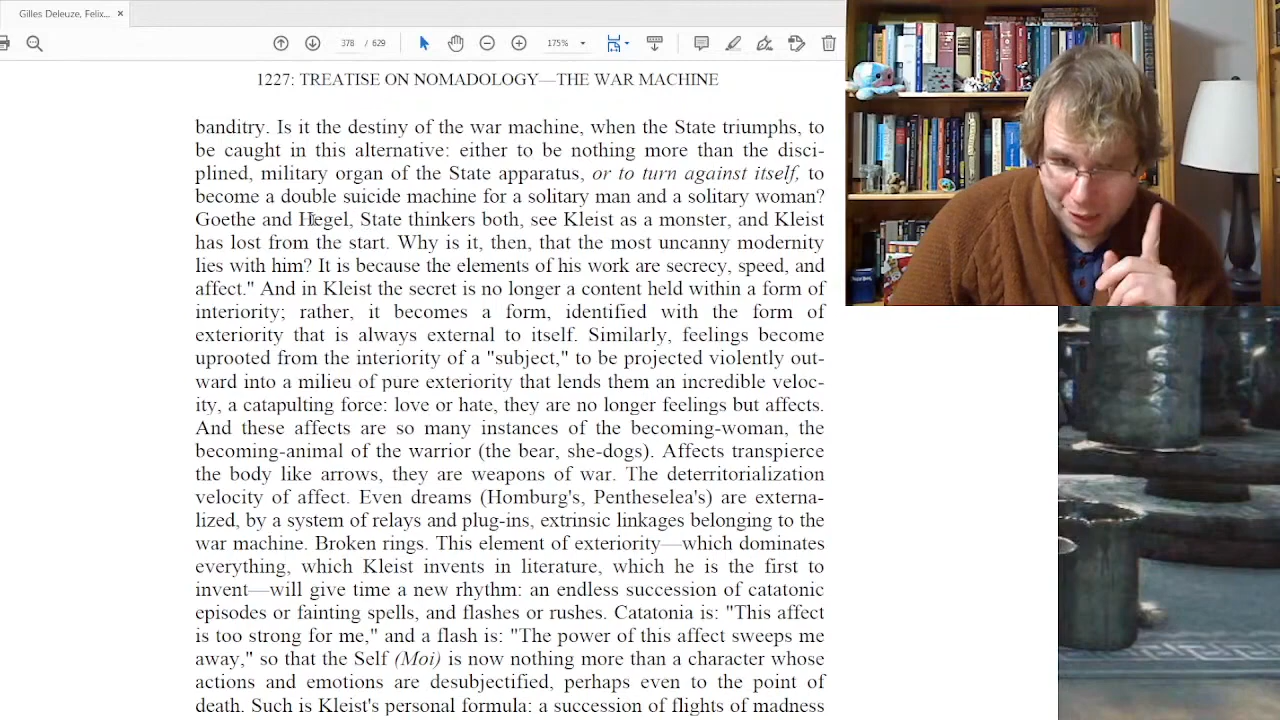 Gilles Deleuze, Felix...
378 / 629
175%
1227: TREATISE ON NOMADOLOGY—THE WAR MACHINE
banditry. Is it the destiny of the war machine, when the State triumphs, to
be caught in this alternative: either to be nothing more than the disci-
plined, military organ of the State apparatus, or to turn against itself, to
become a double suicide machine for a solitary man and a solitary woman?
Goethe and Hegel, State thinkers both, see Kleist as a monster, and Kleist
has lost from the start. Why is it, then, that the most uncanny modernity
lies with him? It is because the elements of his work are secrecy, speed, and
affect." And in Kleist the secret is no longer a content held within a form of
interiority; rather, it becomes a form, identified with the form of
exteriority that is always external to itself. Similarly, feelings become
uprooted from the interiority of a "subject," to be projected violently out-
ward into a milieu of pure exteriority that lends them an incredible veloc-
ity, a catapulting force: love or hate, they are no longer feelings but affects.
And these affects are so many instances of the becoming-woman, the
becoming-animal of the warrior (the bear, she-dogs). Affects transpierce
the body like arrows, they are weapons of war. The deterritorialization
velocity of affect. Even dreams (Homburg's, Pentheselea's) are externa-
lized, by a system of relays and plug-ins, extrinsic linkages belonging to the
war machine. Broken rings. This element of exteriority—which dominates
everything, which Kleist invents in literature, which he is the first to
invent—will give time a new rhythm: an endless succession of catatonic
episodes or fainting spells, and flashes or rushes. Catatonia is: "This affect
is too strong for me," and a flash is: "The power of this affect sweeps me
away," so that the Self (Moi) is now nothing more than a character whose
actions and emotions are desubjectified, perhaps even to the point of
death. Such is Kleist's personal formula: a succession of flights of madness